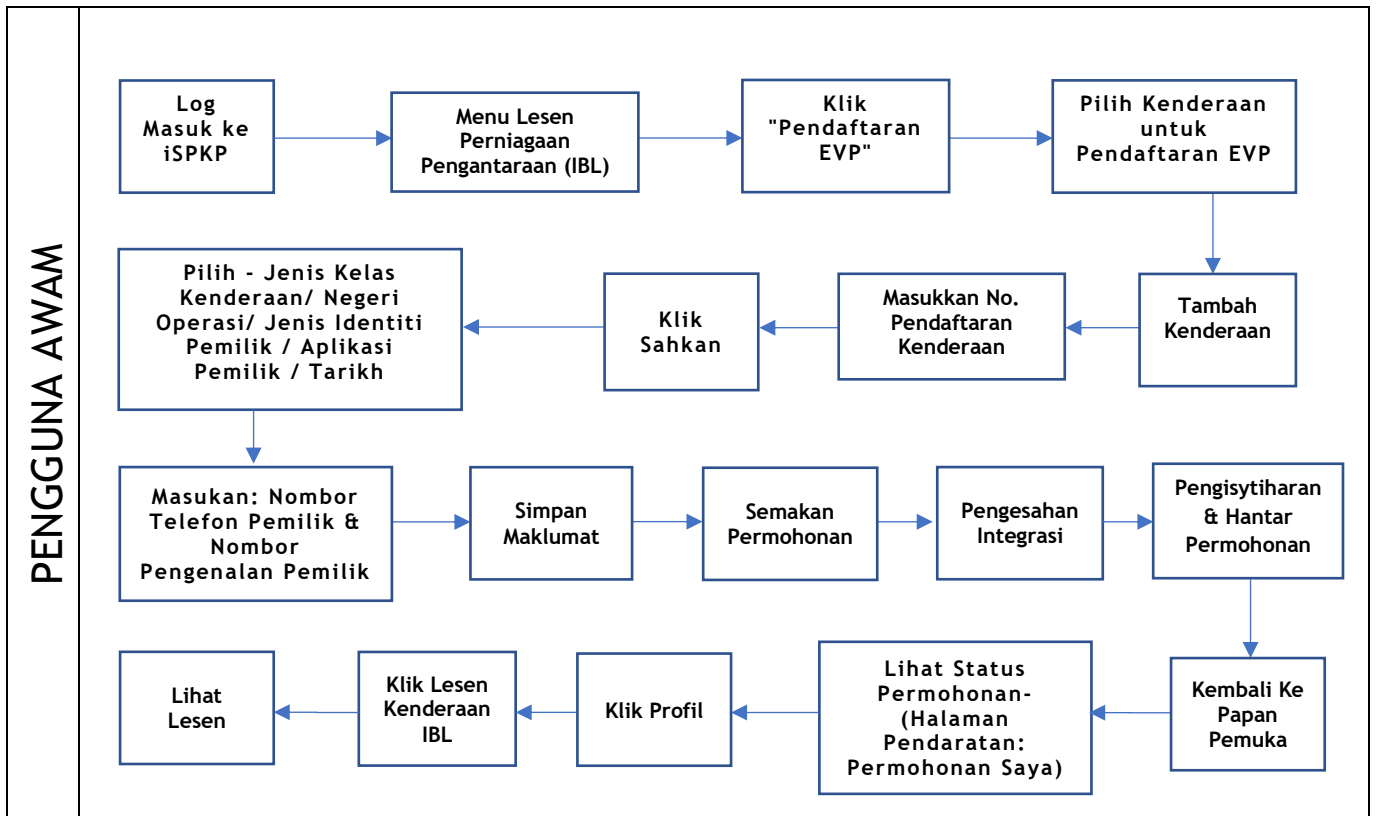 PENGGUNA AWAM
Log
Masuk ke
iSPKP
Menu Lesen
Perniagaan
Pengantaraan (IBL)
Klik
"Pendaftaran
EVP"
Pilih Kenderaan
untuk
Pendaftaran EVP
Tambah
Kenderaan
Masukkan No.
Pendaftaran
Kenderaan
Klik
Sahkan
Pilih - Jenis Kelas
Kenderaan/ Negeri
Operasi/ Jenis Identiti
Pemilik / Aplikasi
Pemilik / Tarikh
Masukan: Nombor
Telefon Pemilik &
Nombor
Pengenalan Pemilik
Simpan
Maklumat
Semakan
Permohonan
Pengesahan
Integrasi
Pengisytiharan
& Hantar
Permohonan
Kembali Ke
Papan
Pemuka
Lihat Status
Permohonan-
(Halaman
Pendaratan:
Permohonan Saya)
Klik Profil
Klik Lesen
Kenderaan
IBL
Lihat
Lesen